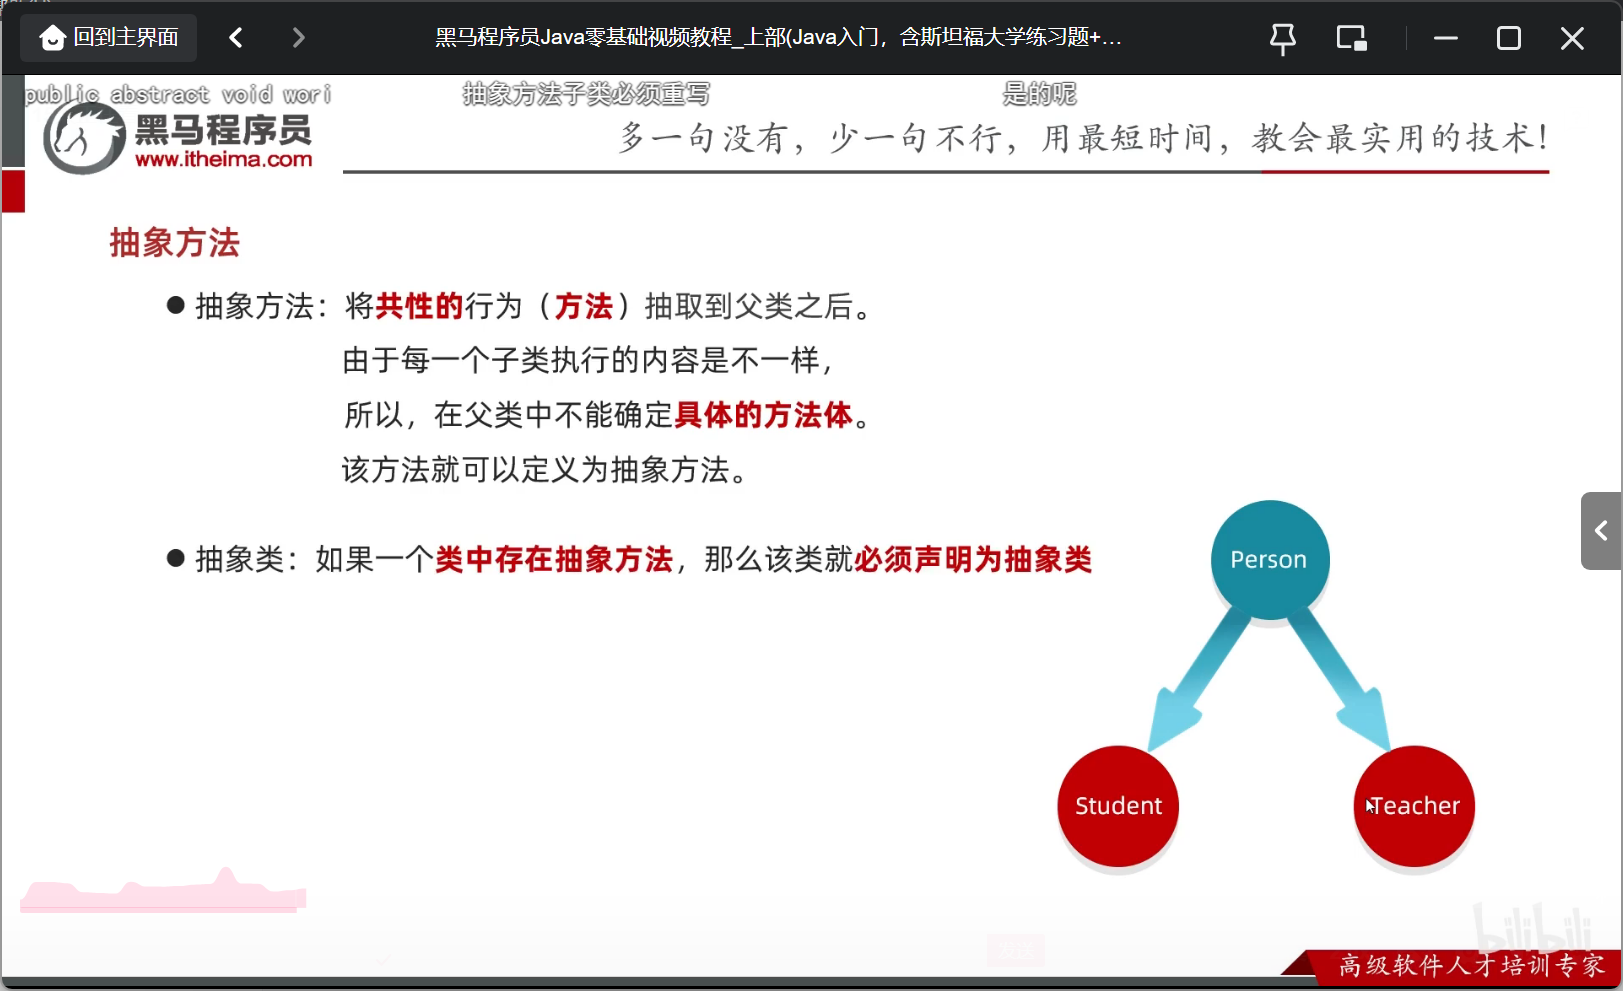 回到主界面
黑马程序员Java零基础视频教程_上部(Java入门，含斯坦福大学练习题+...
public abstract void wori
抽象方法子类必须重写
是的呢
黑马程序员
www.itheima.com
多一句没有，少一句不行，用最短时间，教会最实用的技术！
抽象方法
● 抽象方法：将共性的行为（方法）抽取到父类之后。
由于每一个子类执行的内容是不一样，
所以，在父类中不能确定具体的方法体。
该方法就可以定义为抽象方法。
● 抽象类：如果一个类中存在抽象方法，那么该类就必须声明为抽象类
Person
Student
Teacher
bilibili
高级软件人才培训专家